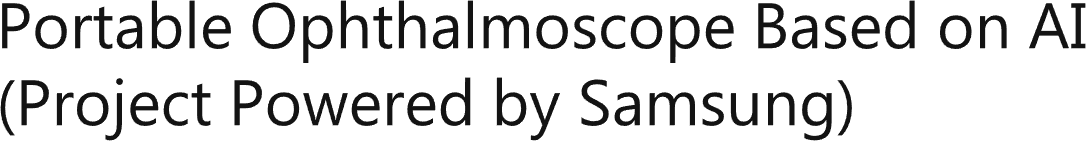 Portable Ophthalmoscope Based on AI
(Project Powered by Samsung)